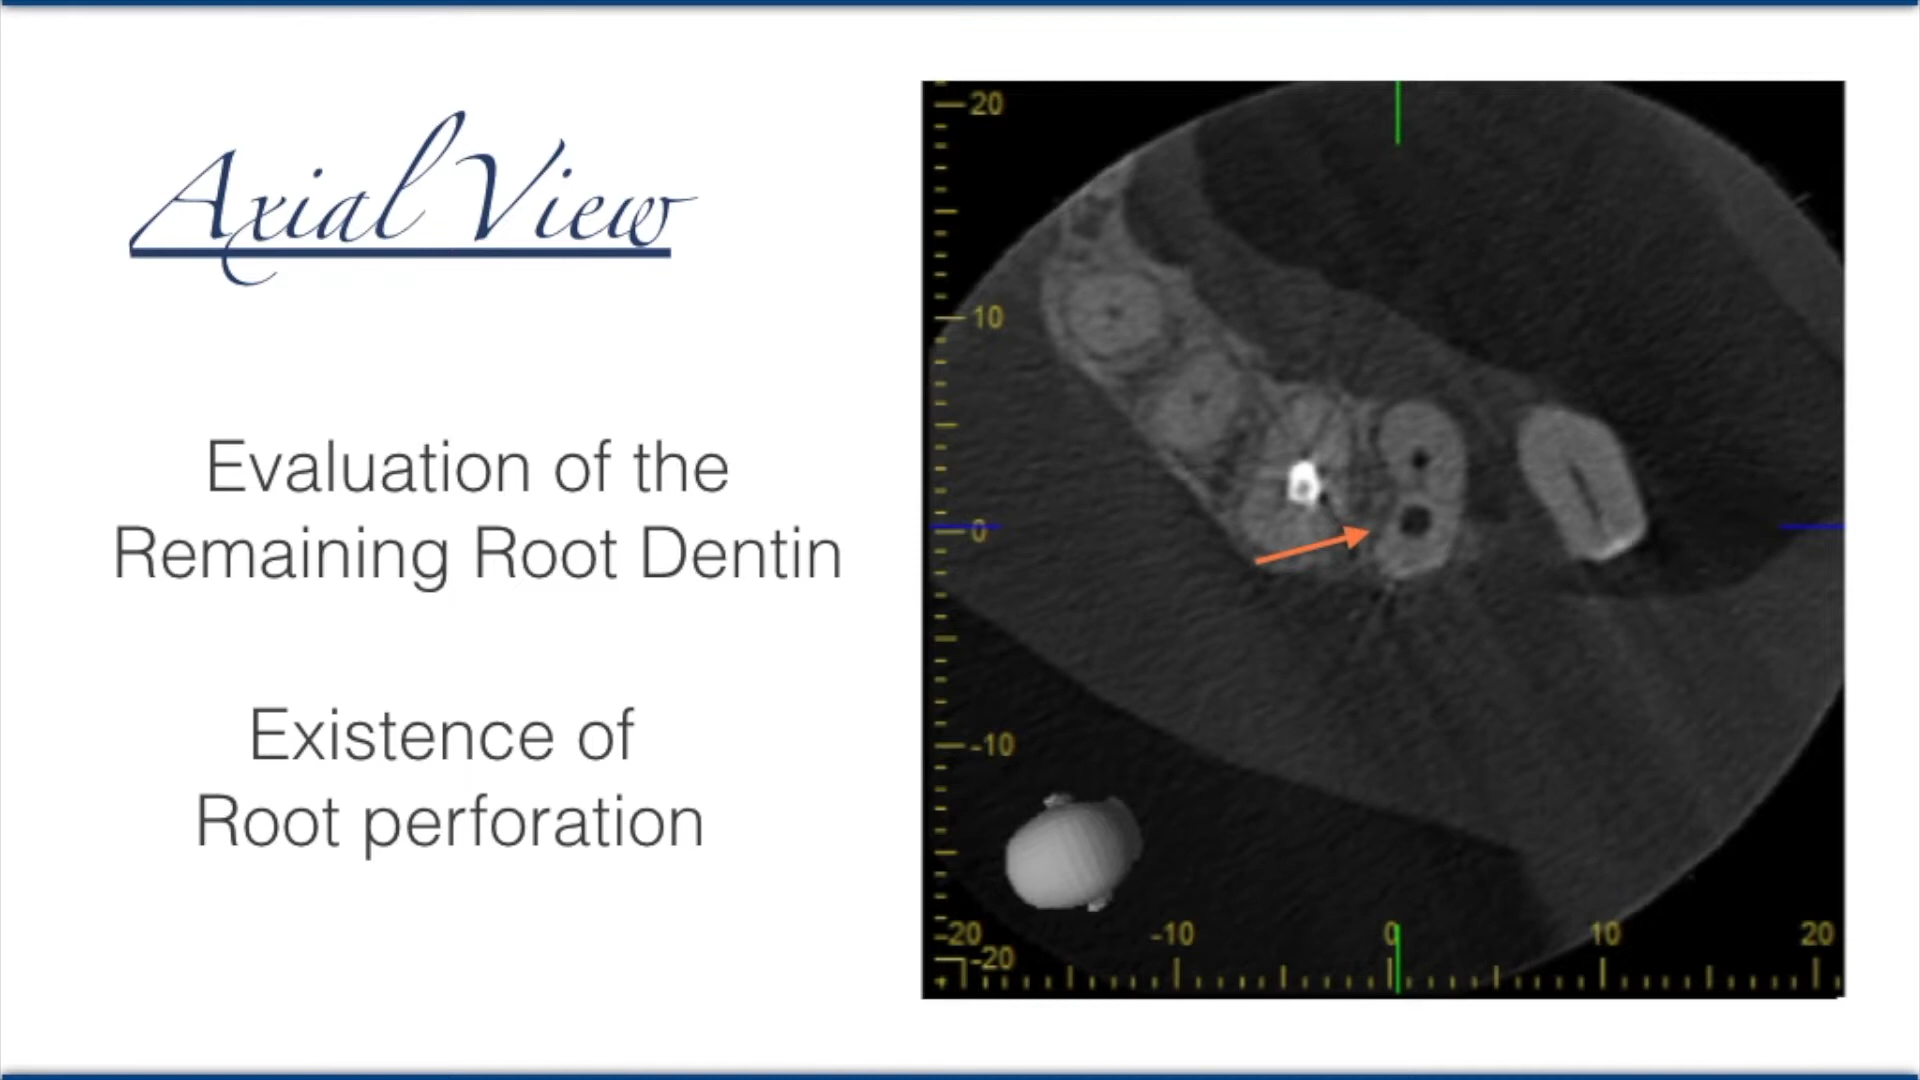 Axial View
Evaluation of the
Remaining Root Dentin
Existence of
Root perforation
20
10
0
-10
-20
-20
-10
0
10
20